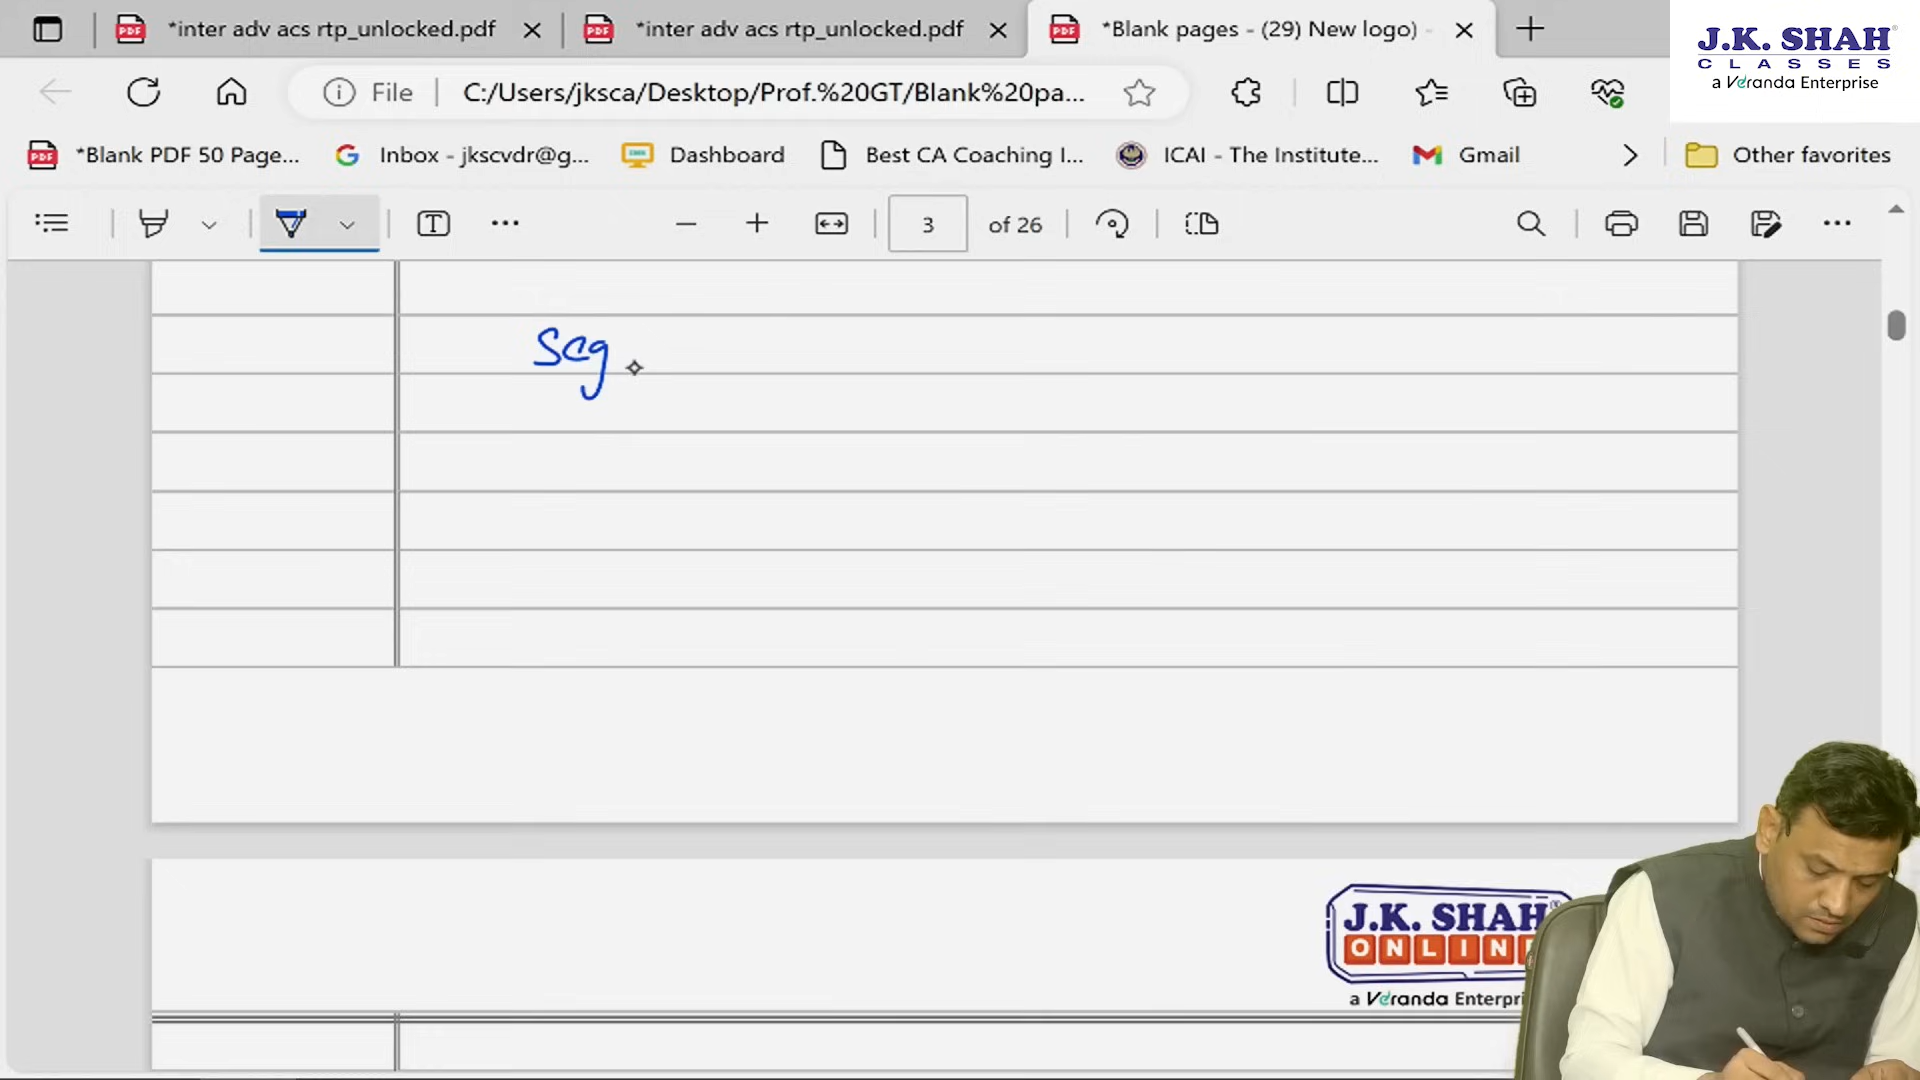 *inter adv acs rtp_unlocked.pdf
*inter adv acs rtp_unlocked.pdf
*Blank pages - (29) New logo) -
J.K. SHAH
CLASSES
a Veranda Enterprise
File
C:/Users/jksca/Desktop/Prof.%20GT/Blank%20pa...
*Blank PDF 50 Page...
Inbox - jkscvdr@g...
Dashboard
Best CA Coaching I...
ICAI - The Institute...
Gmail
Other favorites
3
of 26
Seg
J.K. SHAH
ONLINE
a Veranda Enterpri